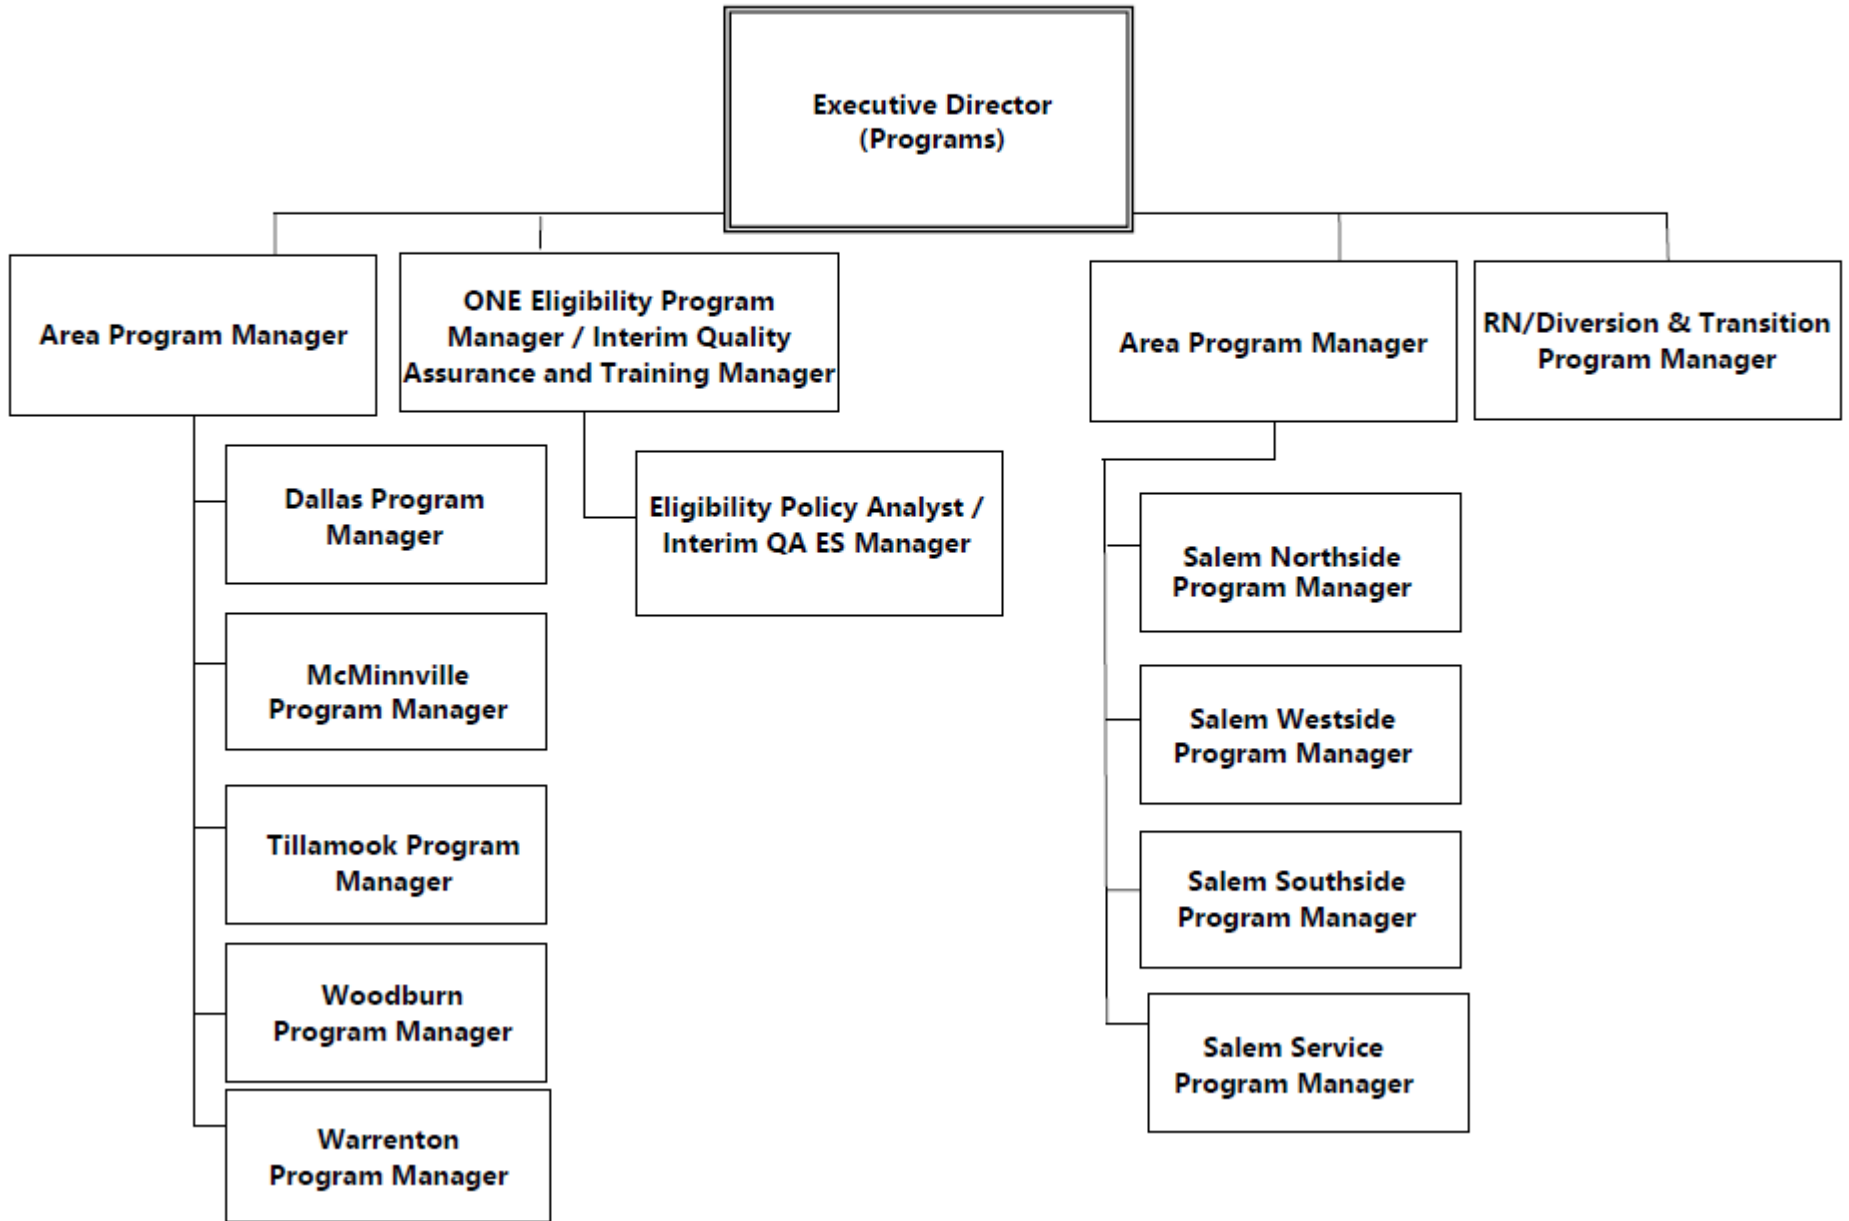 Executive Director
(Programs)
Area Program Manager
ONE Eligibility Program
Manager / Interim Quality
Assurance and Training Manager
Area Program Manager
RN/Diversion & Transition
Program Manager
Dallas Program
Manager
McMinnville
Program Manager
Tillamook Program
Manager
Woodburn
Program Manager
Warrenton
Program Manager
Eligibility Policy Analyst /
Interim QA ES Manager
Salem Northside
Program Manager
Salem Westside
Program Manager
Salem Southside
Program Manager
Salem Service
Program Manager